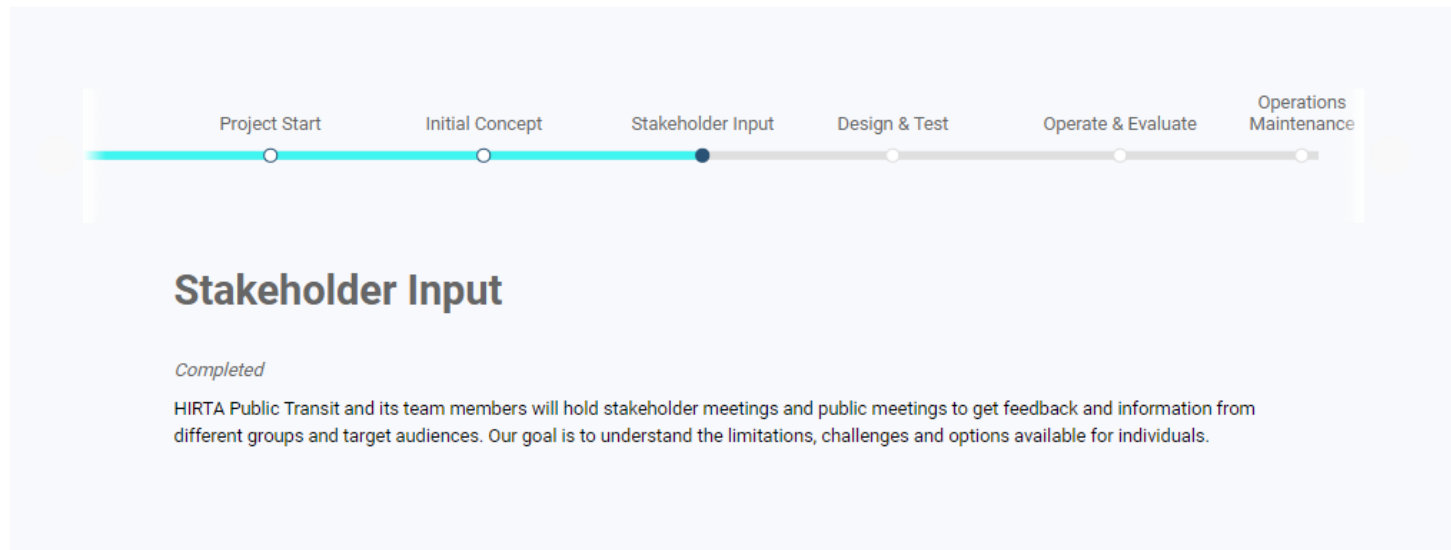 Project Start
Initial Concept
Stakeholder Input
Design & Test
Operate & Evaluate
Operations
Maintenance
Stakeholder Input
Completed
HIRTA Public Transit and its team members will hold stakeholder meetings and public meetings to get feedback and information from
different groups and target audiences. Our goal is to understand the limitations, challenges and options available for individuals.